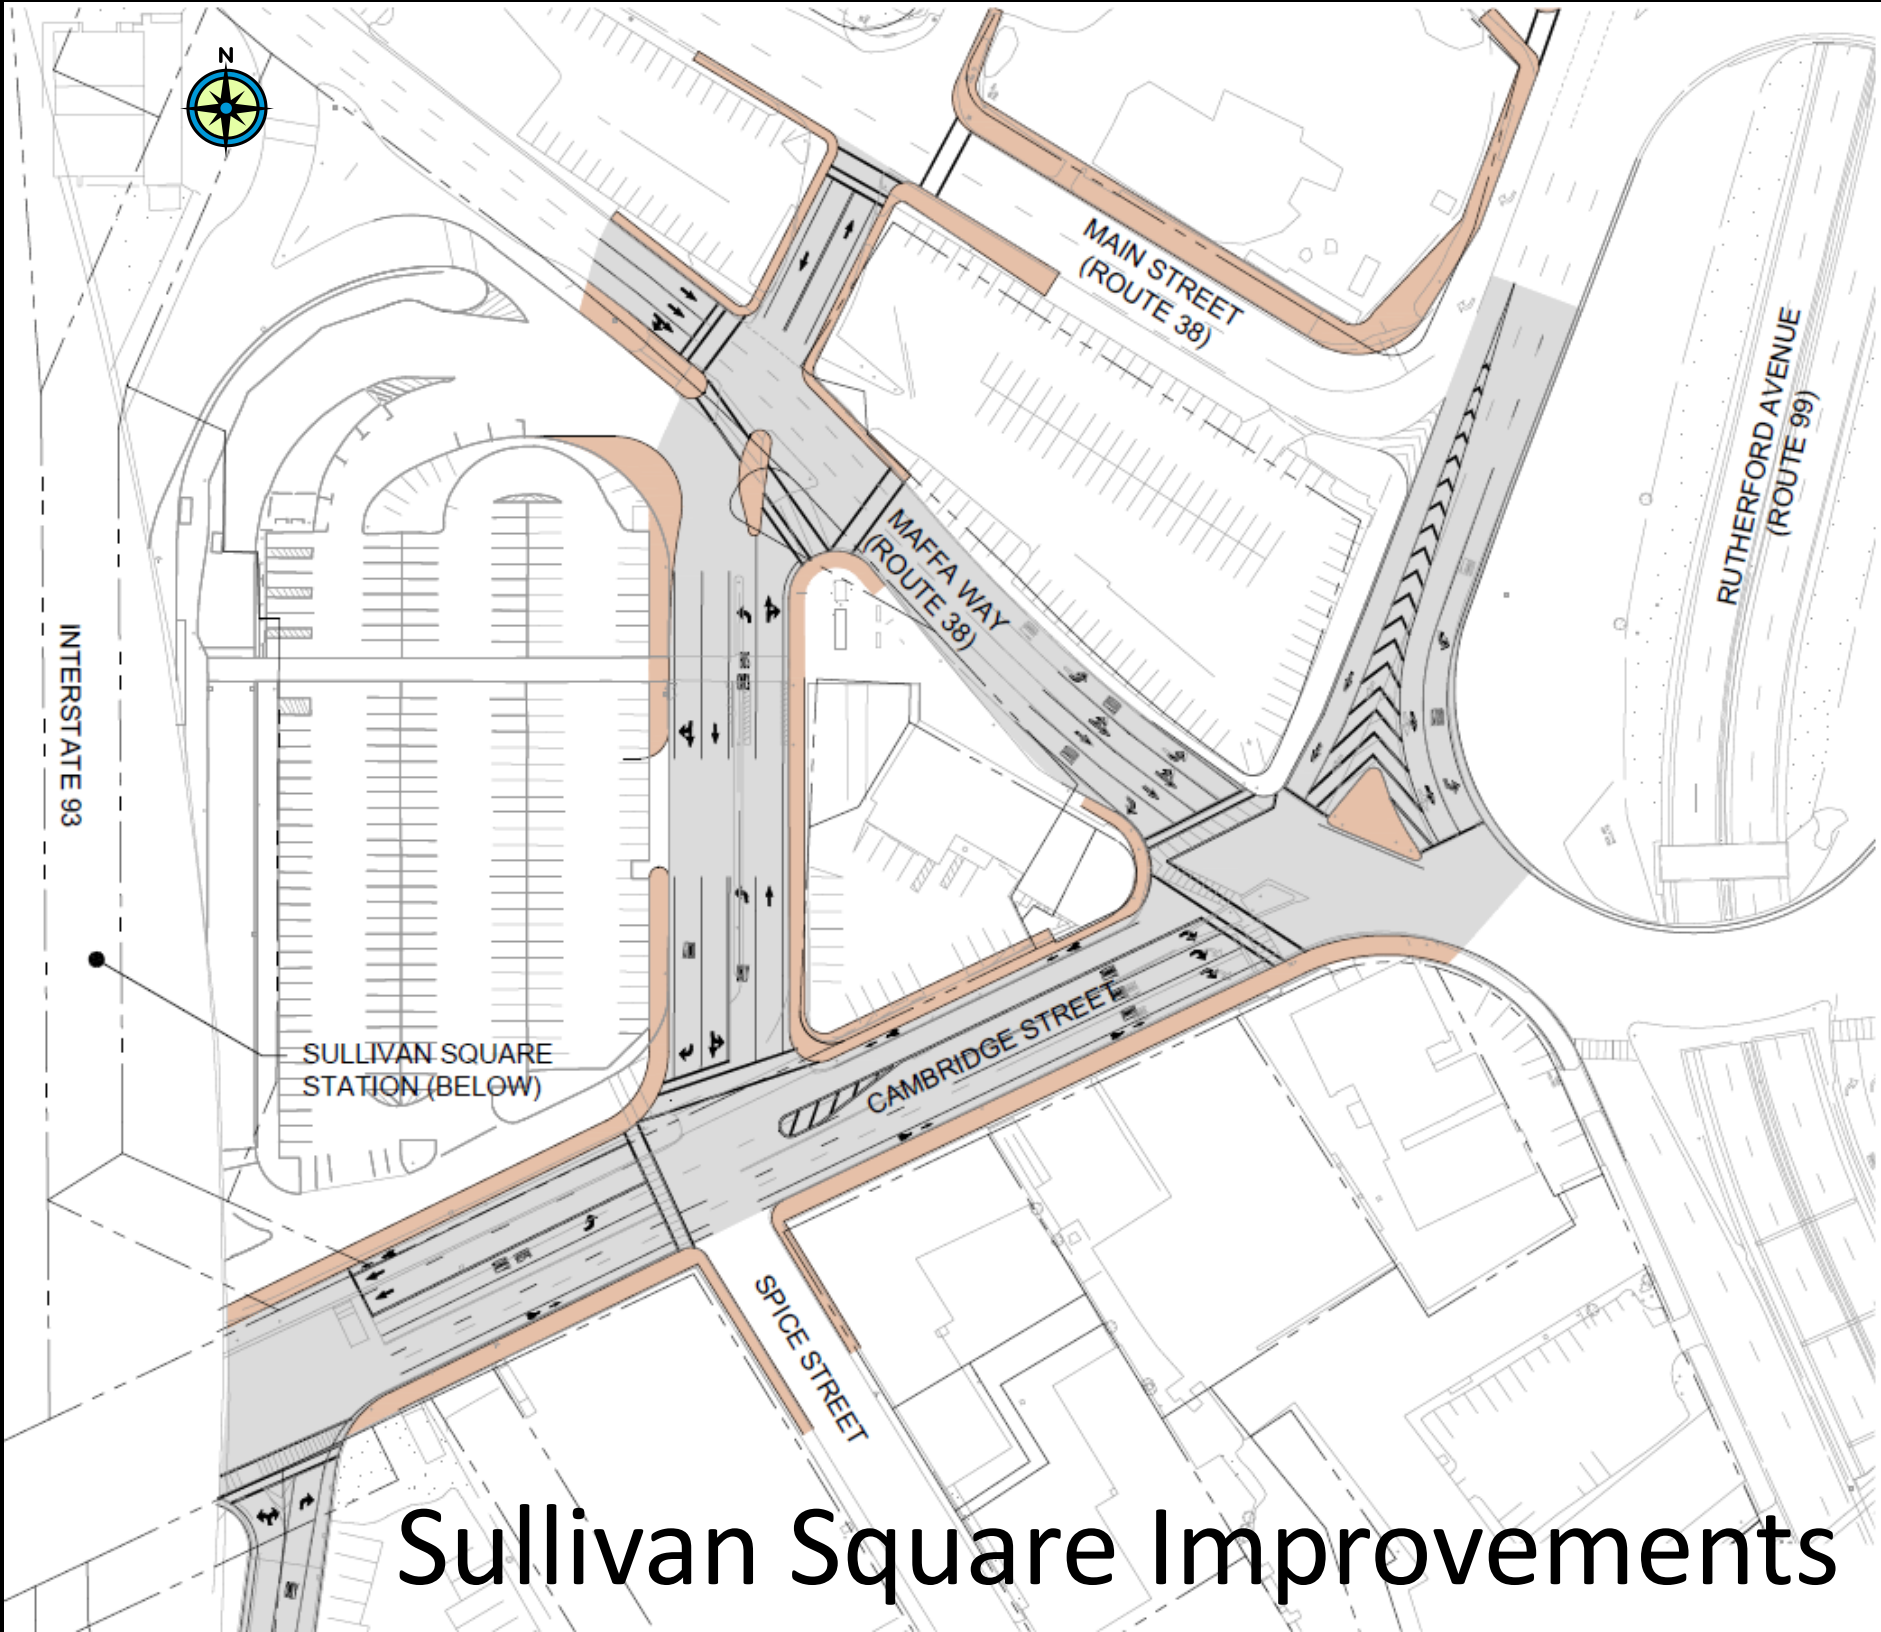 N
MAIN STREET
(ROUTE 38)
RUTHERFORD AVENUE
(ROUTE 99)
MAFFA WAY
(ROUTE 38)
INTERSTATE 93
SULLIVAN SQUARE
STATION (BELOW)
CAMBRIDGE STREET
SPICE STREET
Sullivan Square Improvements